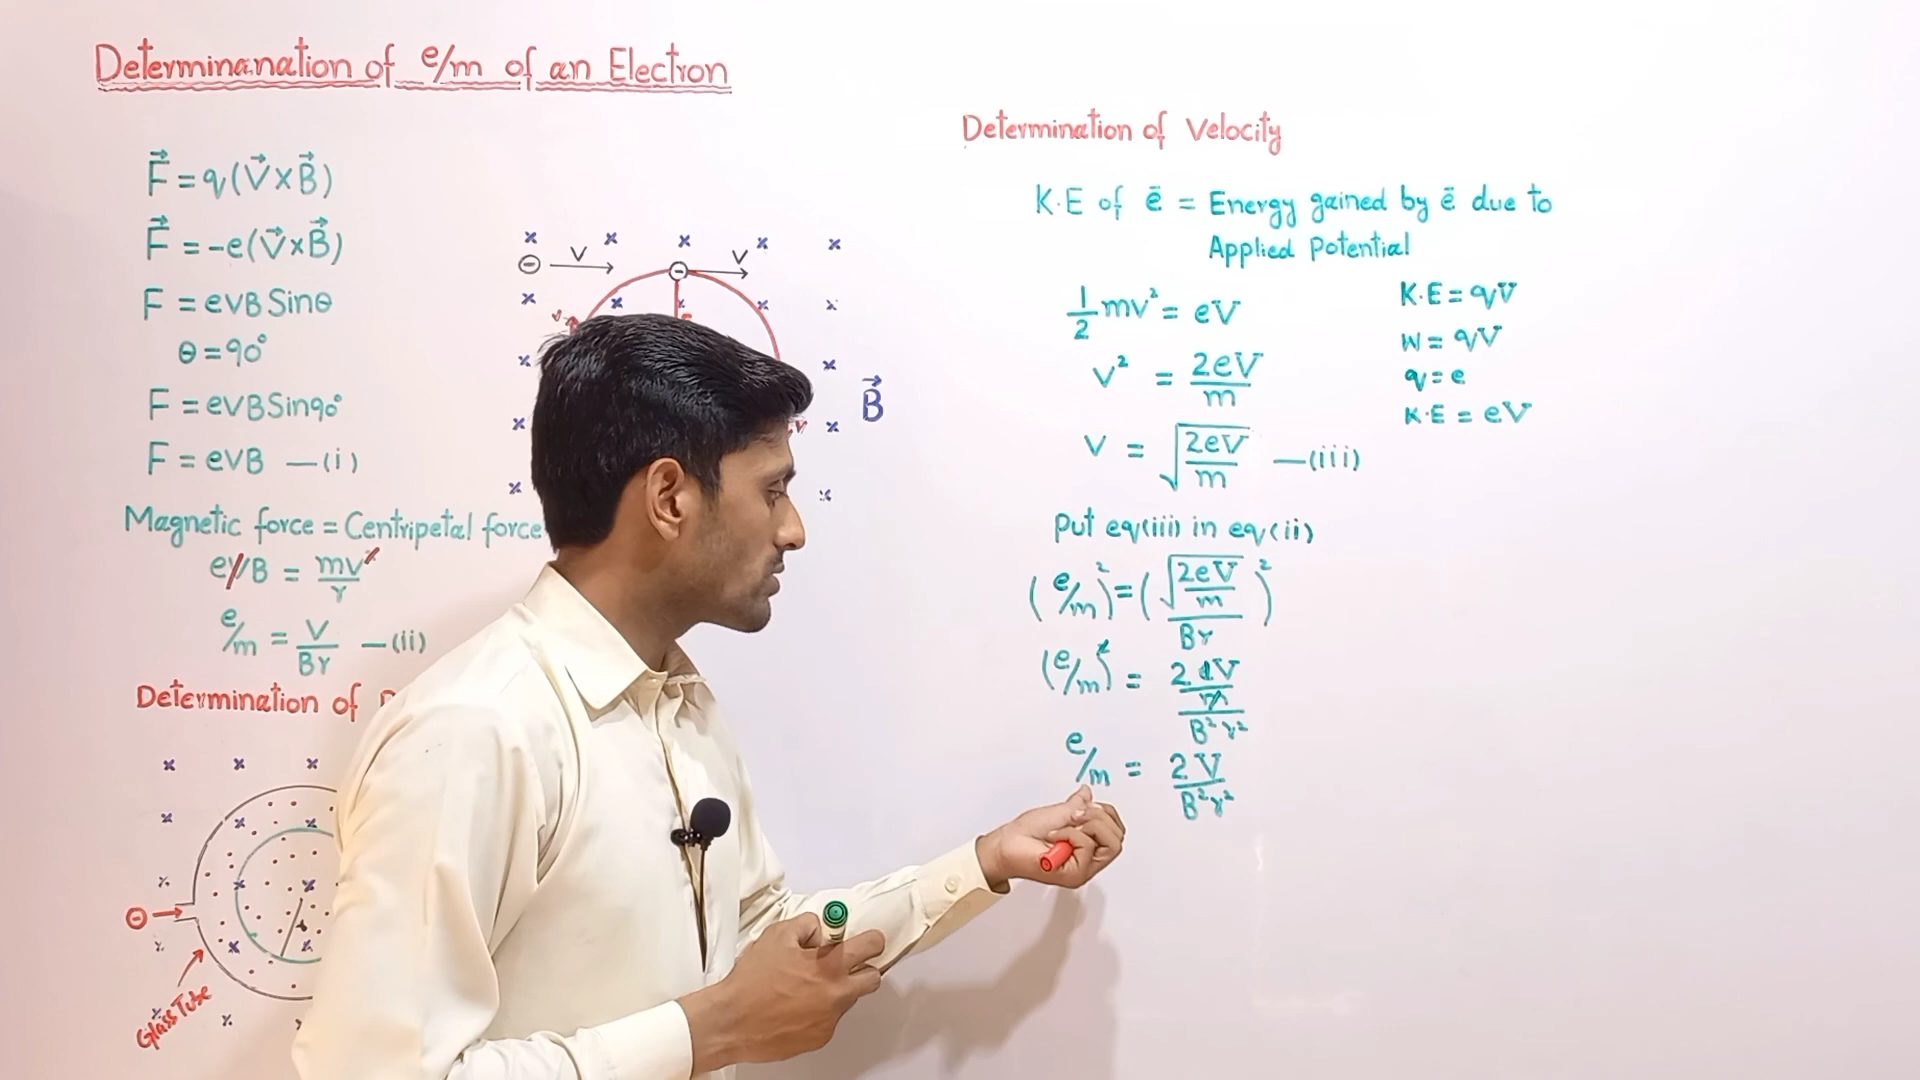 Determinanation of e/m of an Electron
F⃗ = q(V⃗×B⃗)
F⃗ = -e(V⃗×B⃗)
F = evB Sinθ
θ = 90°
F = evB Sin90°
F = evB —(i)
Magnetic force = Centripetal force
evB = mv²/r
e/m = V/Br —(ii)
Determination of
Glass Tube
V
V
B⃗
Determination of Velocity
K.E of ē = Energy gained by ē due to
Applied Potential
1/2 mv² = eV
v² = 2eV/m
v = √(2eV/m) —(iii)
Put eq(iii) in eq(ii)
(e/m)² = (√(2eV/m)/Br)²
(e/m)² = (2eV/m)/(B²r²)
e/m = 2V/B²r²
K.E = qV
W = qV
q = e
K.E = eV